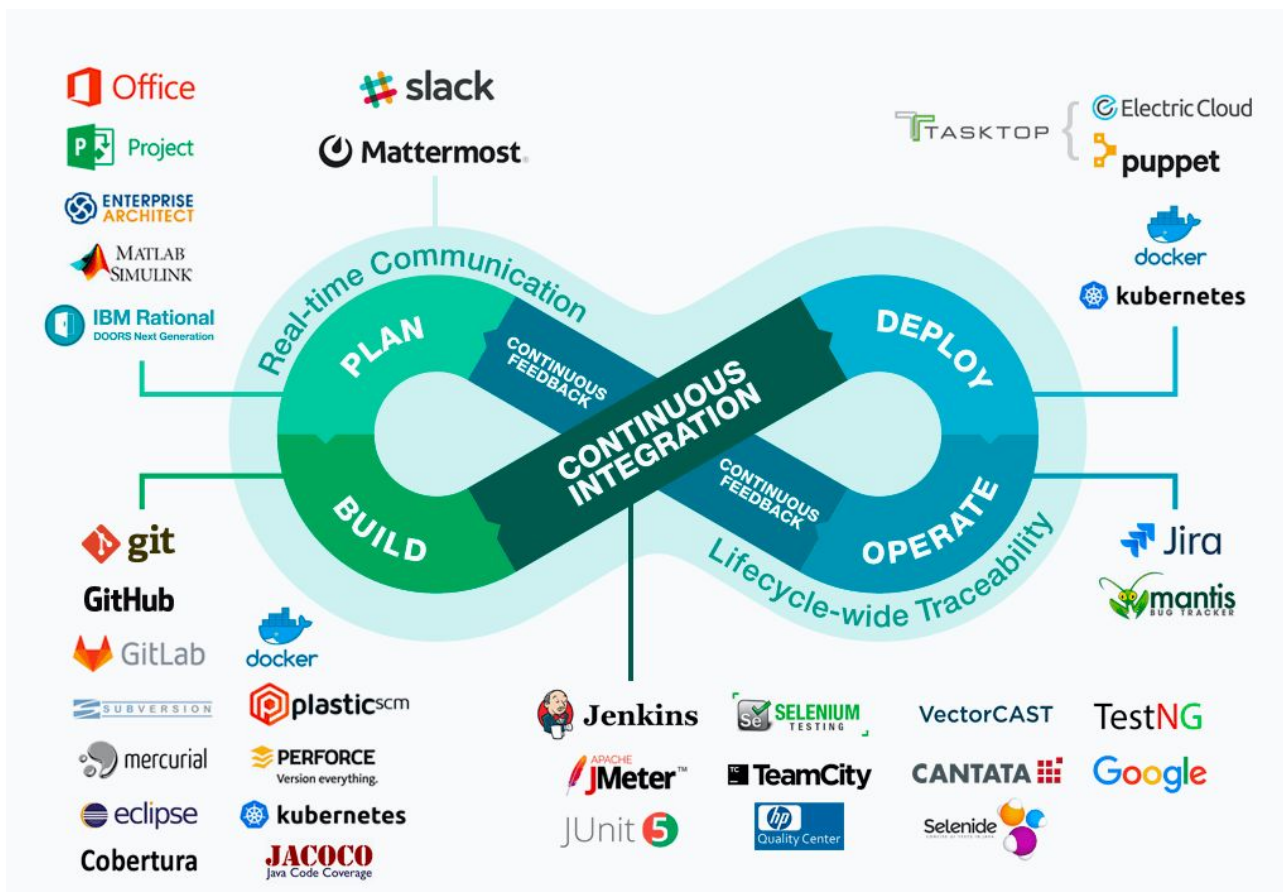 Office
Project
ENTERPRISE
ARCHITECT
MATLAB
SIMULINK
IBM Rational
DOORS Next Generation
slack
Mattermost
TASKTOP
Electric Cloud
puppet
docker
kubernetes
Real-time Communication
PLAN
CONTINUOUS
FEEDBACK
CONTINUOUS
INTEGRATION
DEPLOY
BUILD
CONTINUOUS
FEEDBACK
OPERATE
Lifecycle-wide Traceability
git
GitHub
GitLab
SUBVERSION
mercurial
eclipse
Cobertura
docker
plasticscm
PERFORCE
Version everything.
kubernetes
JACOCO
Java Code Coverage
Jira
mantis
BUG TRACKER
Jenkins
APACHE
JMeter™
JUnit 5
Se
SELENIUM
TESTING
TC
TeamCity
hp
Quality Center
VectorCAST
CANTATA
Selenide
TestNG
Google